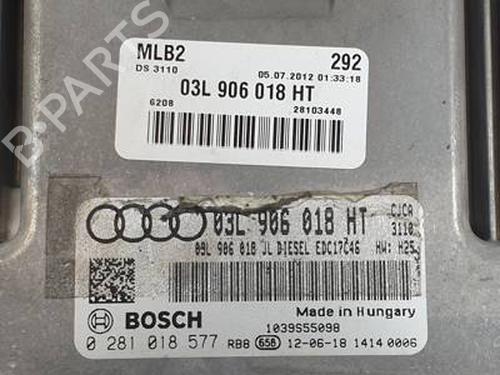 MLB2 292
DS 3110 05.07.2012 01:33:18
03L 906 018 HT
6208 28103448
03L 906 018 HT CJCA
3110
03L 906 018 JL DIESEL EDC17C46 HW: H25
Made in Hungary
BOSCH 1039S55098
0 281 018 577 RB8 658 12-06-18 1414 0006